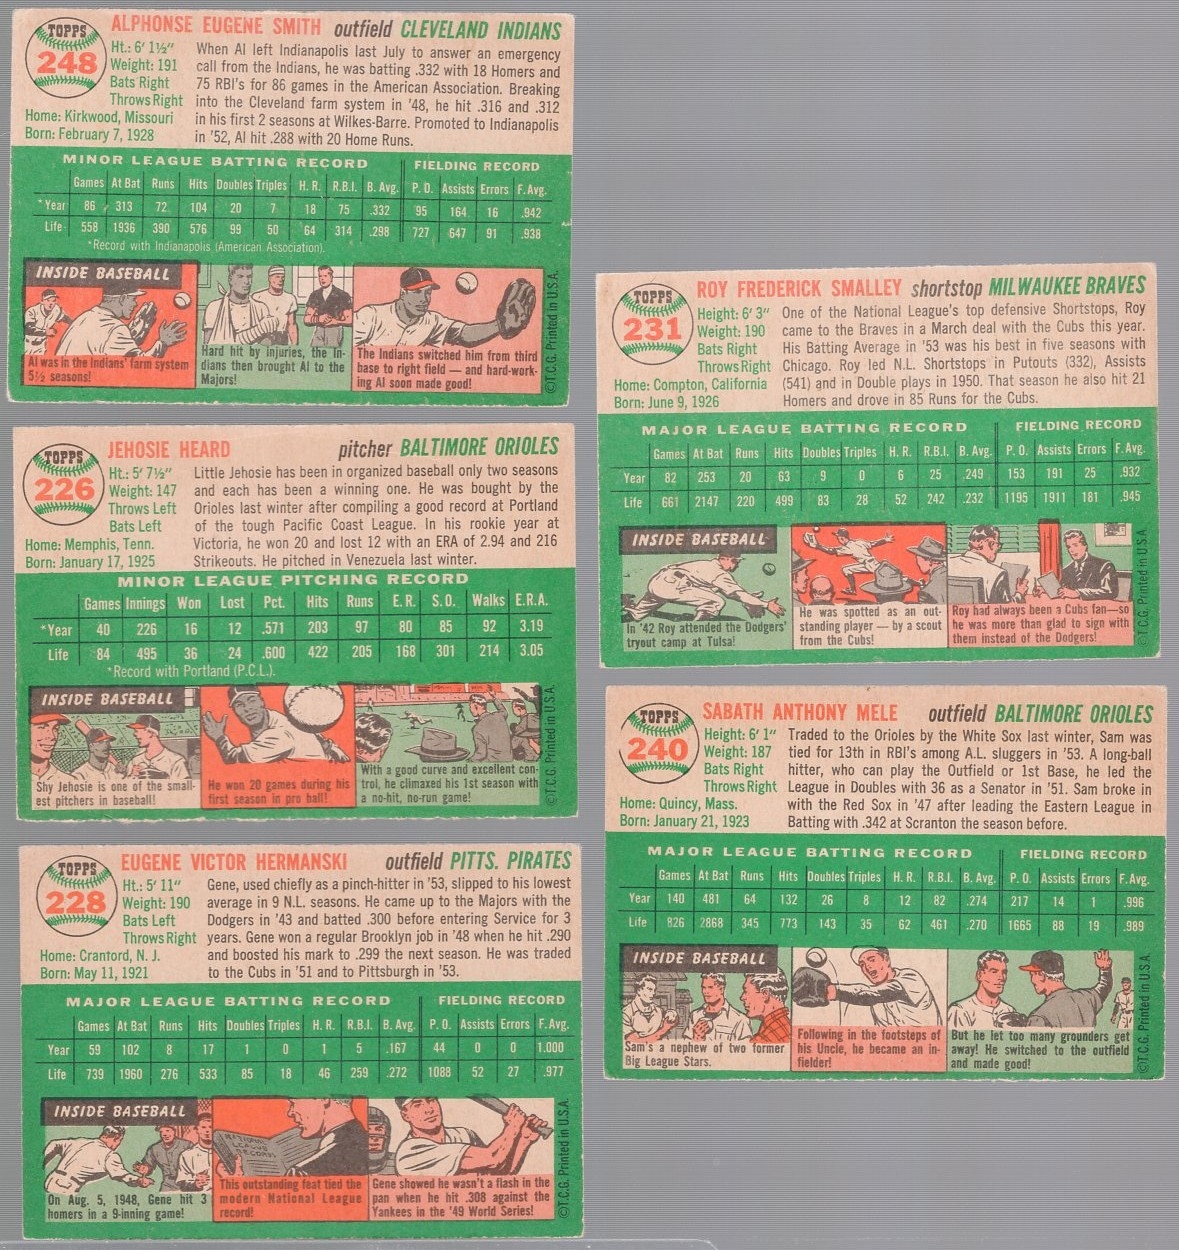 TOPPS
248
ALPHONSE EUGENE SMITH outfield CLEVELAND INDIANS
Ht.: 6' 1½"
Weight: 191
Bats Right
Throws Right
Home: Kirkwood, Missouri
Born: February 7, 1928
When Al left Indianapolis last July to answer an emergency
call from the Indians, he was batting .332 with 18 Homers and
75 RBI's for 86 games in the American Association. Breaking
into the Cleveland farm system in '48, he hit .316 and .312
in his first 2 seasons at Wilkes-Barre. Promoted to Indianapolis
in '52, Al hit .288 with 20 Home Runs.
MINOR LEAGUE BATTING RECORD FIELDING RECORD
Games At Bat Runs Hits Doubles Triples H. R. R.B.I. B. Avg. P. O. Assists Errors F. Avg.
*Year 86 313 72 104 20 7 18 75 .332 95 164 16 .942
Life 558 1936 390 576 99 50 64 314 .298 727 647 91 .938
*Record with Indianapolis (American Association).
INSIDE BASEBALL
Al was in the Indians' farm system
5½ seasons!
Hard hit by injuries, the In-
dians then brought Al to the
Majors!
The Indians switched him from third
base to right field — and hard-work-
ing Al soon made good!
©T.C.G. Printed in U.S.A.
TOPPS
226
JEHOSIE HEARD pitcher BALTIMORE ORIOLES
Ht.: 5' 7½"
Weight: 147
Throws Left
Bats Left
Home: Memphis, Tenn.
Born: January 17, 1925
Little Jehosie has been in organized baseball only two seasons
and each has been a winning one. He was bought by the
Orioles last winter after compiling a good record at Portland
of the tough Pacific Coast League. In his rookie year at
Victoria, he won 20 and lost 12 with an ERA of 2.94 and 216
Strikeouts. He pitched in Venezuela last winter.
MINOR LEAGUE PITCHING RECORD
Games Innings Won Lost Pct. Hits Runs E. R. S. O. Walks E.R.A.
*Year 40 226 16 12 .571 203 97 80 85 92 3.19
Life 84 495 36 24 .600 422 205 168 301 214 3.05
*Record with Portland (P.C.L.).
INSIDE BASEBALL
Shy Jehosie is one of the small-
est pitchers in baseball!
He won 20 games during his
first season in pro ball!
With a good curve and excellent con-
trol, he climaxed his 1st season with
a no-hit, no-run game!
©T.C.G. Printed in U.S.A.
TOPPS
228
EUGENE VICTOR HERMANSKI outfield PITTS. PIRATES
Ht.: 5' 11"
Weight: 190
Bats Left
Throws Right
Home: Cranford, N. J.
Born: May 11, 1921
Gene, used chiefly as a pinch-hitter in '53, slipped to his lowest
average in 9 N.L. seasons. He came up to the Majors with the
Dodgers in '43 and batted .300 before entering Service for 3
years. Gene won a regular Brooklyn job in '48 when he hit .290
and boosted his mark to .299 the next season. He was traded
to the Cubs in '51 and to Pittsburgh in '53.
MAJOR LEAGUE BATTING RECORD FIELDING RECORD
Games At Bat Runs Hits Doubles Triples H. R. R.B.I. B. Avg. P. O. Assists Errors F. Avg.
Year 59 102 8 17 1 0 1 5 .167 44 0 0 1.000
Life 739 1960 276 533 85 18 46 259 .272 1088 52 27 .977
INSIDE BASEBALL
On Aug. 5, 1948, Gene hit 3
homers in a 9-inning game!
NATIONAL
LEAGUE
RECORDS
This outstanding feat tied the
modern National League
record!
Gene showed he wasn't a flash in the
pan when he hit .308 against the
Yankees in the '49 World Series!
©T.C.G. Printed in U.S.A.
TOPPS
231
ROY FREDERICK SMALLEY shortstop MILWAUKEE BRAVES
Height: 6' 3"
Weight: 190
Bats Right
Throws Right
Home: Compton, California
Born: June 9, 1926
One of the National League's top defensive Shortstops, Roy
came to the Braves in a March deal with the Cubs this year.
His Batting Average in '53 was his best in five seasons with
Chicago. Roy led N.L. Shortstops in Putouts (332), Assists
(541) and in Double plays in 1950. That season he also hit 21
Homers and drove in 85 Runs for the Cubs.
MAJOR LEAGUE BATTING RECORD FIELDING RECORD
Games At Bat Runs Hits Doubles Triples H. R. R.B.I. B. Avg. P. O. Assists Errors F. Avg.
Year 82 253 20 63 9 0 6 25 .249 153 191 25 .932
Life 661 2147 220 499 83 28 52 242 .232 1195 1911 181 .945
INSIDE BASEBALL
In '42 Roy attended the Dodgers'
tryout camp at Tulsa!
He was spotted as an out-
standing player — by a scout
from the Cubs!
Roy had always been a Cubs fan—so
he was more than glad to sign with
them instead of the Dodgers!
©T.C.G. Printed in U.S.A.
TOPPS
240
SABATH ANTHONY MELE outfield BALTIMORE ORIOLES
Height: 6' 1"
Weight: 187
Bats Right
Throws Right
Home: Quincy, Mass.
Born: January 21, 1923
Traded to the Orioles by the White Sox last winter, Sam was
tied for 13th in RBI's among A.L. sluggers in '53. A long-ball
hitter, who can play the Outfield or 1st Base, he led the
League in Doubles with 36 as a Senator in '51. Sam broke in
with the Red Sox in '47 after leading the Eastern League in
Batting with .342 at Scranton the season before.
MAJOR LEAGUE BATTING RECORD FIELDING RECORD
Games At Bat Runs Hits Doubles Triples H. R. R.B.I. B. Avg. P. O. Assists Errors F. Avg.
Year 140 481 64 132 26 8 12 82 .274 217 14 1 .996
Life 826 2868 345 773 143 35 62 461 .270 1665 88 19 .989
INSIDE BASEBALL
Sam's a nephew of two former
Big League Stars.
Following in the footsteps of
his Uncle, he became an in-
fielder!
But he let too many grounders get
away! He switched to the outfield
and made good!
©T.C.G. Printed in U.S.A.